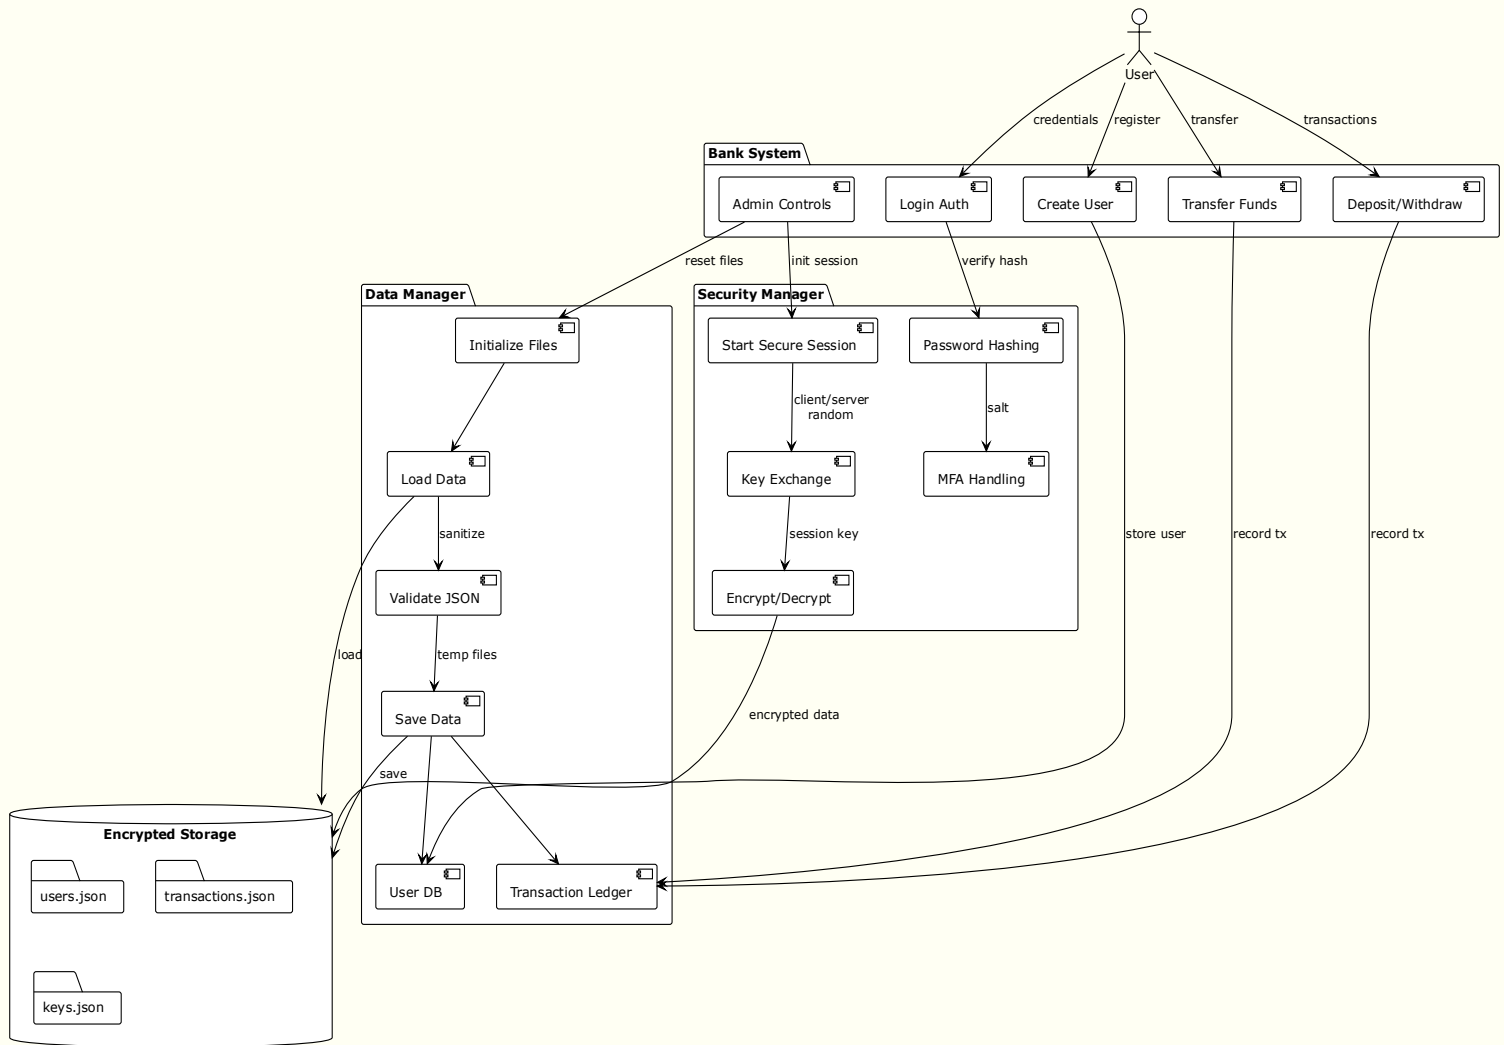 User
credentials
register
transfer
transactions
Bank System
Admin Controls
Login Auth
Create User
Transfer Funds
Deposit/Withdraw
reset files
init session
verify hash
Data Manager
Security Manager
Initialize Files
Start Secure Session
Password Hashing
client/server
random
salt
Load Data
Key Exchange
MFA Handling
sanitize
session key
store user
record tx
record tx
Validate JSON
Encrypt/Decrypt
load
temp files
Save Data
encrypted data
save
Encrypted Storage
User DB
Transaction Ledger
users.json
transactions.json
keys.json